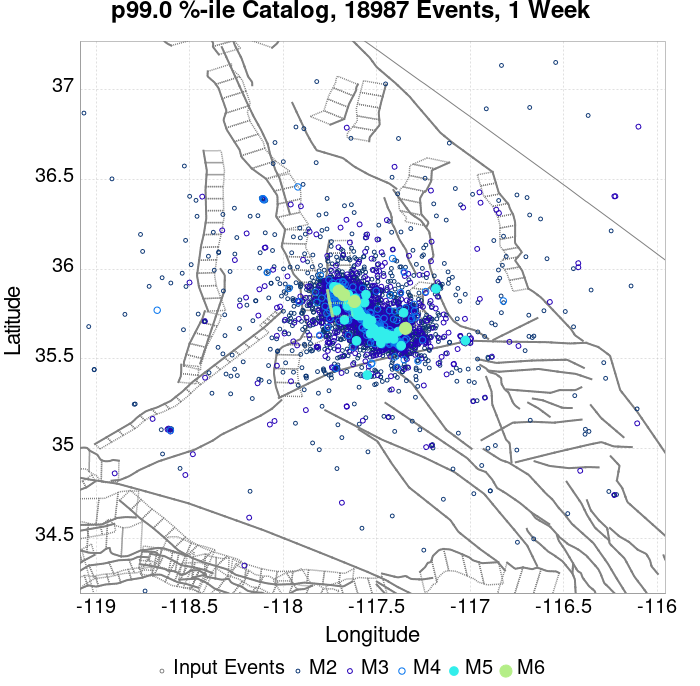 p99.0 %-ile Catalog, 18987 Events, 1 Week
37
36.5
36
35.5
35
34.5
Latitude
-119 -118.5 -118 -117.5 -117 -116.5 -116
Longitude
Input Events M2 M3 M4 M5 M6